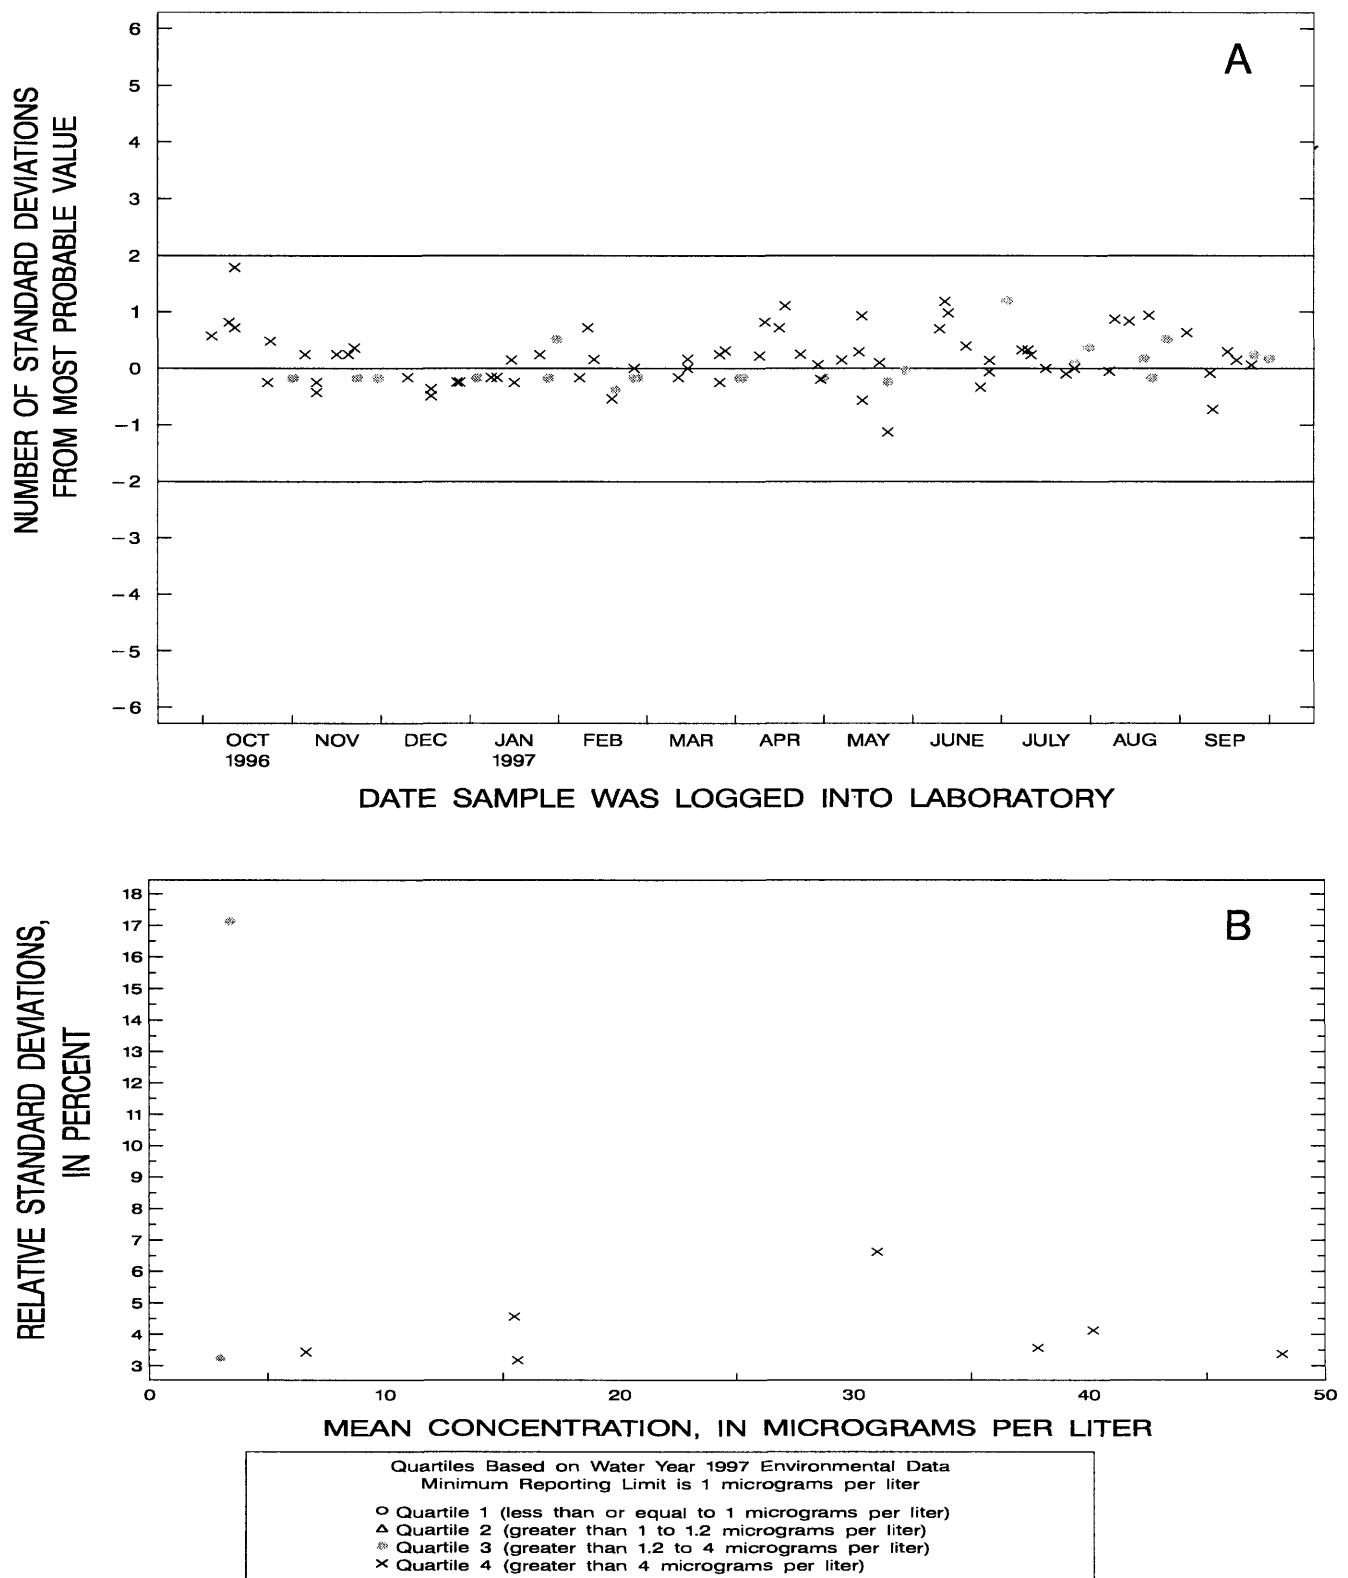 A
NUMBER OF STANDARD DEVIATIONS
FROM MOST PROBABLE VALUE
6
5
4
3
2
1
0
−1
−2
−3
−4
−5
−6
OCT NOV DEC JAN FEB MAR APR MAY JUNE JULY AUG SEP
1996 1997
DATE SAMPLE WAS LOGGED INTO LABORATORY
B
RELATIVE STANDARD DEVIATIONS,
IN PERCENT
18
17
16
15
14
13
12
11
10
9
8
7
6
5
4
3
0 10 20 30 40 50
MEAN CONCENTRATION, IN MICROGRAMS PER LITER
Quartiles Based on Water Year 1997 Environmental Data
Minimum Reporting Limit is 1 micrograms per liter
Quartile 1 (less than or equal to 1 micrograms per liter)
Quartile 2 (greater than 1 to 1.2 micrograms per liter)
Quartile 3 (greater than 1.2 to 4 micrograms per liter)
Quartile 4 (greater than 4 micrograms per liter)